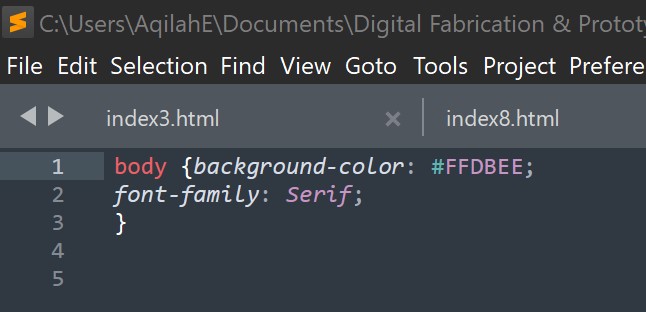 C:\Users\AqilahE\Documents\Digital Fabrication & Prototy
File Edit Selection Find View Goto Tools Project Prefere
index3.html × index8.html
1 body {background-color: #FFDBEE;
2 font-family: Serif;
3 }
4
5